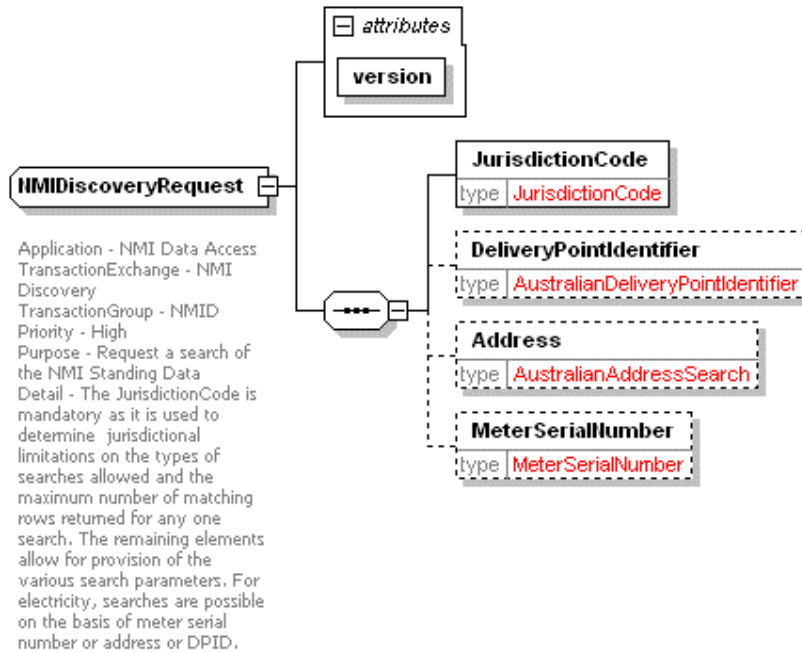 attributes
version
NMIDiscoveryRequest
Application - NMI Data Access
TransactionExchange - NMI
Discovery
TransactionGroup - NMID
Priority - High
Purpose - Request a search of
the NMI Standing Data
Detail - The JurisdictionCode is
mandatory as it is used to
determine  jurisdictional
limitations on the types of
searches allowed and the
maximum number of matching
rows returned for any one
search. The remaining elements
allow for provision of the
various search parameters. For
electricity, searches are possible
on the basis of meter serial
number or address or DPID.
JurisdictionCode
type JurisdictionCode
DeliveryPointIdentifier
type AustralianDeliveryPointIdentifier
Address
type AustralianAddressSearch
MeterSerialNumber
type MeterSerialNumber